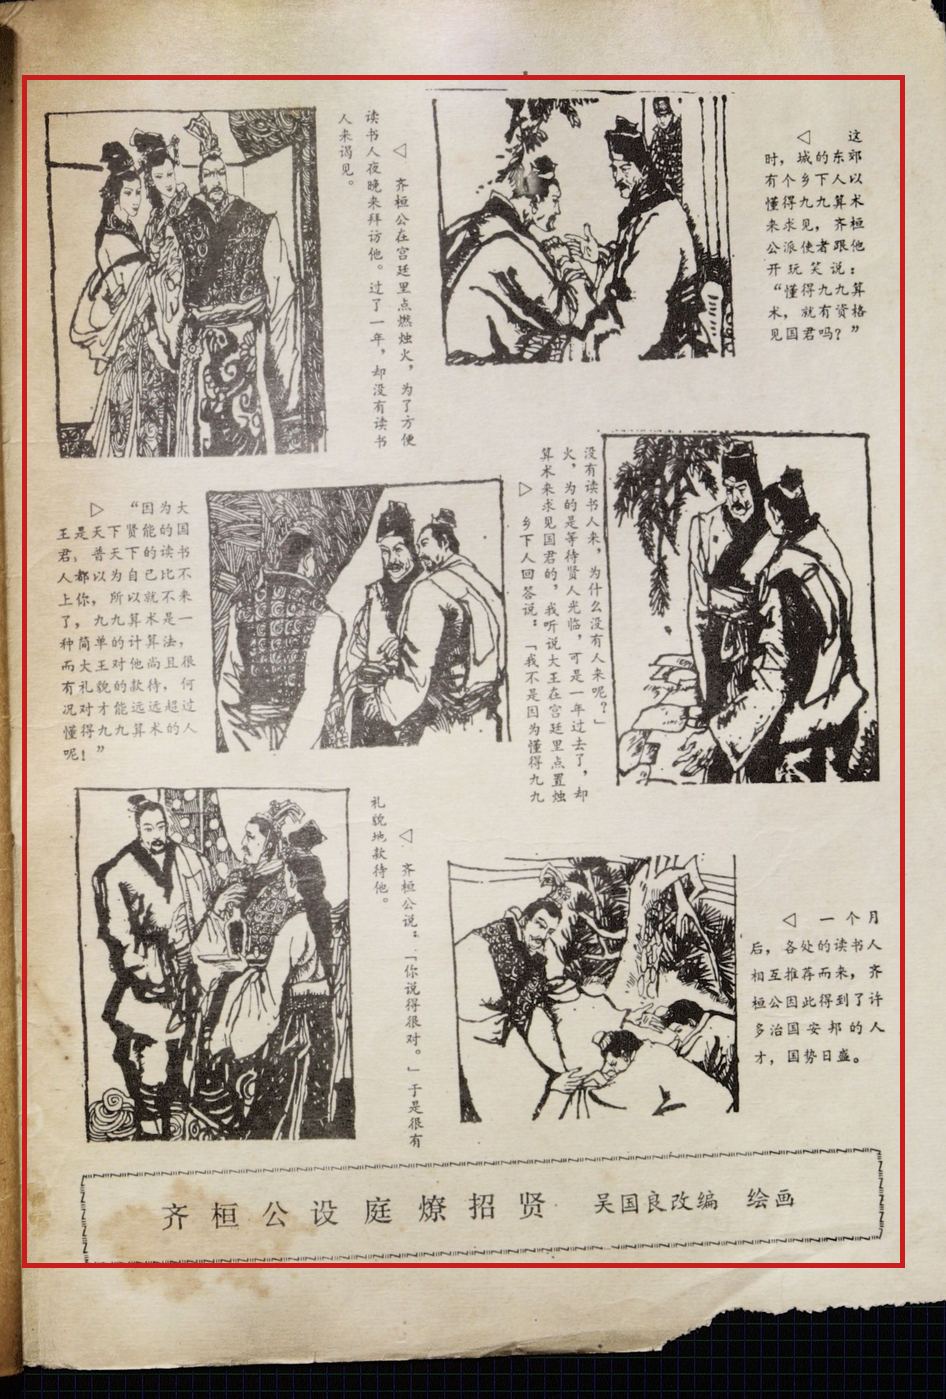 ◁ 齐桓公在宫廷里点燃烛火，为了方便
读书人夜晚来拜访他。过了一年，却没有读书
人来谒见。
◁ 这
时，城的东郊
有个乡下人以
懂得九九算术
来求见，齐桓
公派使者跟他
开玩笑说：
“懂得九九算
术，就有资格
见国君吗？”
▷ 乡下人回答说：「我不是因为懂得九九
算术来求见国君的，我听说大王在宫廷里点置烛
火，为的是等待贤人光临，可是一年过去了，却
没有读书人来，为什么没有人来呢？」
▷ “因为大
王是天下贤能的国
君，普天下的读书
人都以为自己比不
上你，所以就不来
了，九九算术是一
种简单的计算法，
而大王对他尚且很
有礼貌的款待，何
况对才能远远超过
懂得九九算术的人
呢！”
◁ 齐桓公说：「你说得很对。」于是很有
礼貌地款待他。
◁ 一个月
后，各处的读书人
相互推荐而来，齐
桓公因此得到了许
多治国安邦的人
才，国势日盛。
齐桓公设庭燎招贤 吴国良改编 绘画